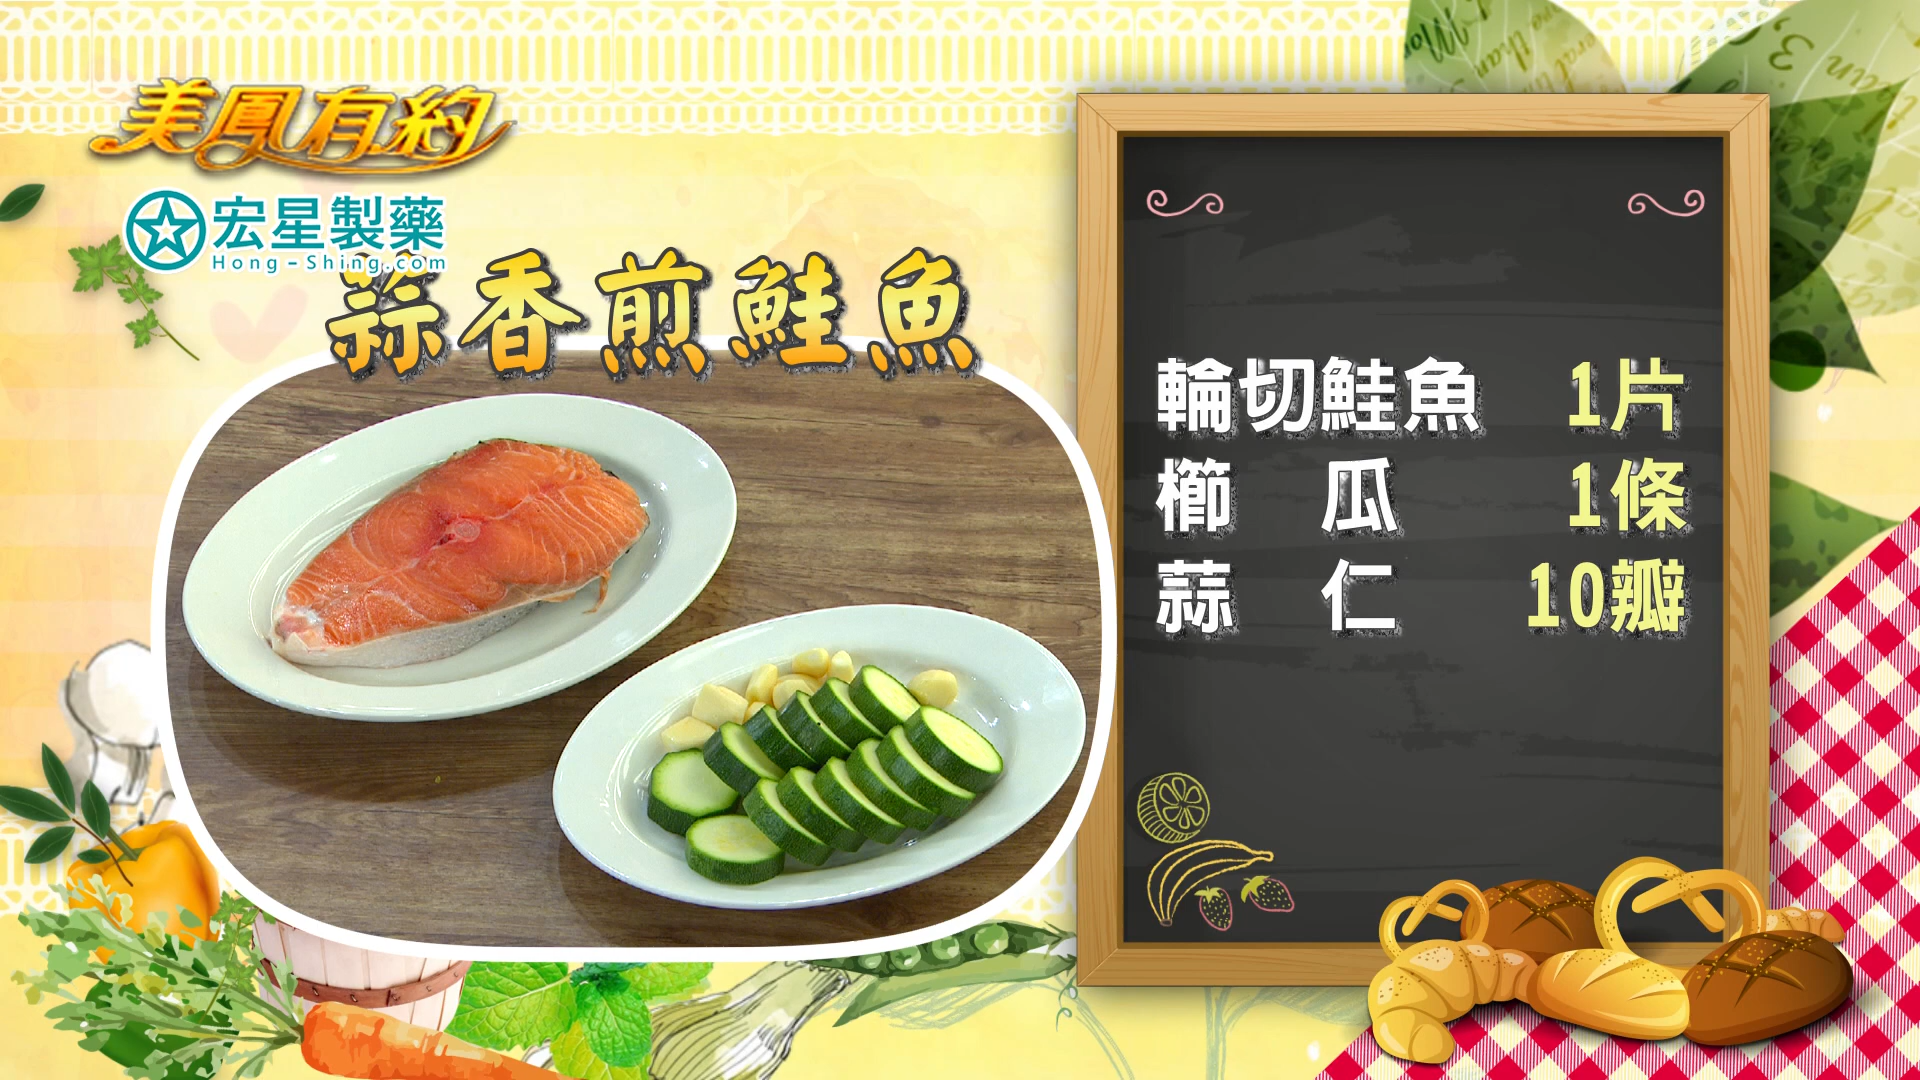 美鳳有約
宏星製藥
Hong-Shing.com
蒜香煎鮭魚
輪切鮭魚 1片
櫛 瓜 1條
蒜 仁 10瓣